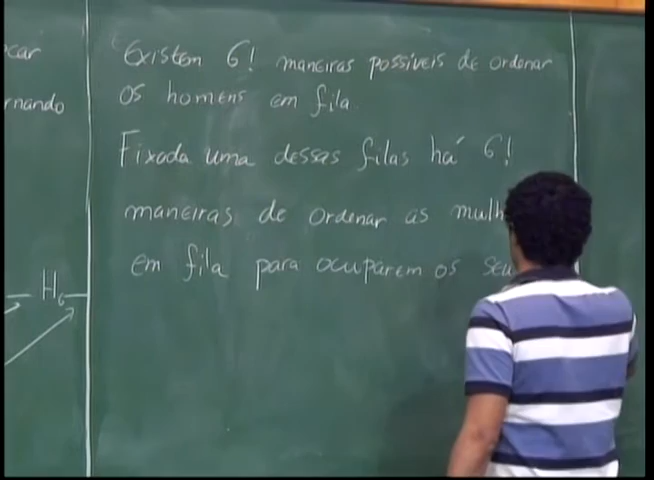 ocar
rnando
H6
Existem 6! maneiras possíveis de ordenar
os homens em fila.
Fixada uma dessas filas há 6!
maneiras de ordenar as mulh
em fila para ocuparem os seu